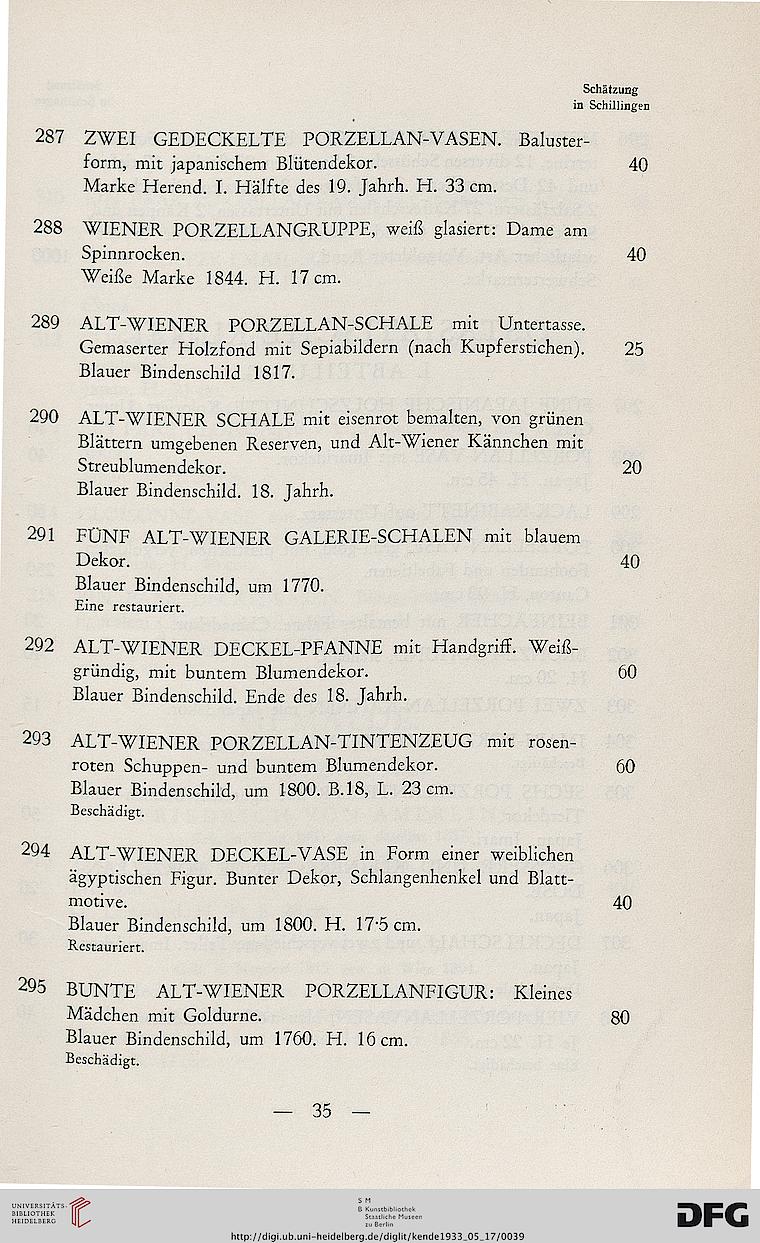 Schätzung
in Schillingen
287 ZWEI GEDECKELTE PORZELLAN-VASEN. Baluster-
form, mit japanischem Blütendekor. 40
Marke Herend. I. Hälfte des 19. Jahrh. H. 33 cm.
288 WIENER PORZELLANGRUPPE, weiß glasiert: Dame am
Spinnrocken. 40
Weiße Marke 1844. H. 17 cm.
289 ALT-WIENER PORZELLAN-SCHALE mit Untertasse.
Gemaserter Holzfond mit Sepiabildern (nach Kupferstichen). 25
Blauer Bindenschild 1817.
290 ALT-WIENER SCHALE mit eisenrot bemalten, von grünen
Blättern umgebenen Reserven, und Alt-Wiener Kännchen mit
Streublumendekor. 20
Blauer Bindenschild. 18. Jahrh.
291 FÜNF ALT-WIENER GALERIE-SCHALEN mit blauem
Dekor. 40
Blauer Bindenschild, um 1770.
Eine restauriert.
292 ALT-WIENER DECKEL-PFANNE mit Handgriff. Weiß-
gründig, mit buntem Blumendekor. 60
Blauer Bindenschild. Ende des 18. Jahrh.
293 ALT-WIENER PORZELLAN-TINTENZEUG mit rosen-
roten Schuppen- und buntem Blumendekor. 60
Blauer Bindenschild, um 1800. B.18, L. 23 cm.
Beschädigt.
294 ALT-WIENER DECKEL-VASE in Form einer weiblichen
ägyptischen Figur. Bunter Dekor, Schlangenhenkel und Blatt-
motive. 40
Blauer Bindenschild, um 1800. H. 17·5 cm.
Restauriert.
295 BUNTE ALT-WIENER PORZELLANFIGUR: Kleines
Mädchen mit Goldurne. 80
Blauer Bindenschild, um 1760. H. 16 cm.
Beschädigt.
— 35 —
UNIVERSITÄTS-
BIBLIOTHEK
HEIDELBERG
S M
B Kunstbibliothek
Staatliche Museen
zu Berlin
DFG
http://digi.ub.uni-heidelberg.de/diglit/kende1933_05_17/0039